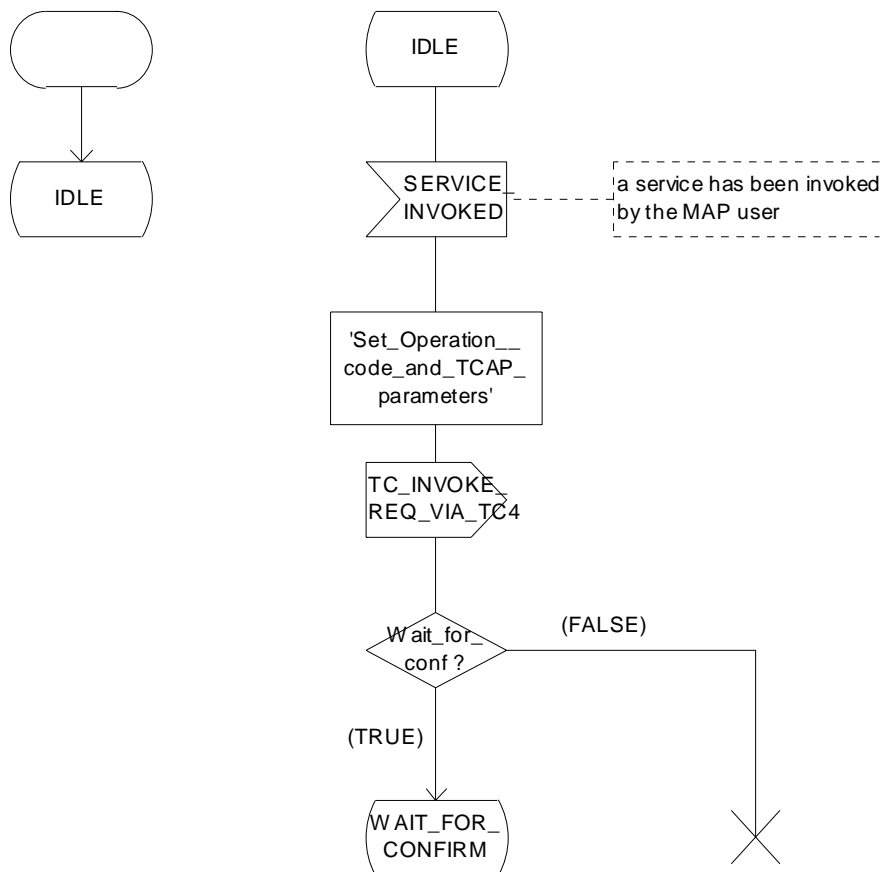 IDLE
IDLE
SERVICE_
INVOKED
a service has been invoked
by the MAP user
'Set_Operation__
code_and_TCAP_
parameters'
TC_INVOKE_
REQ_VIA_TC4
Wait_for_
conf ?
(FALSE)
(TRUE)
WAIT_FOR_
CONFIRM